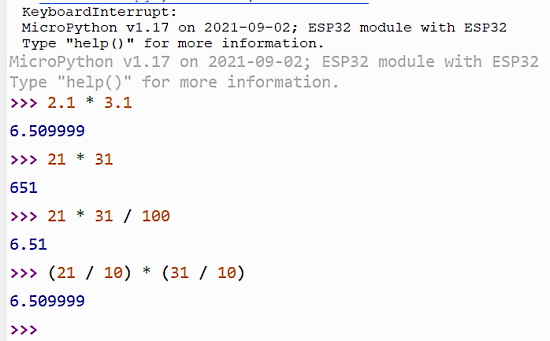 KeyboardInterrupt:
MicroPython v1.17 on 2021-09-02; ESP32 module with ESP32
Type "help()" for more information.
MicroPython v1.17 on 2021-09-02; ESP32 module with ESP32
Type "help()" for more information.
>>> 2.1 * 3.1
6.509999
>>> 21 * 31
651
>>> 21 * 31 / 100
6.51
>>> (21 / 10) * (31 / 10)
6.509999
>>>